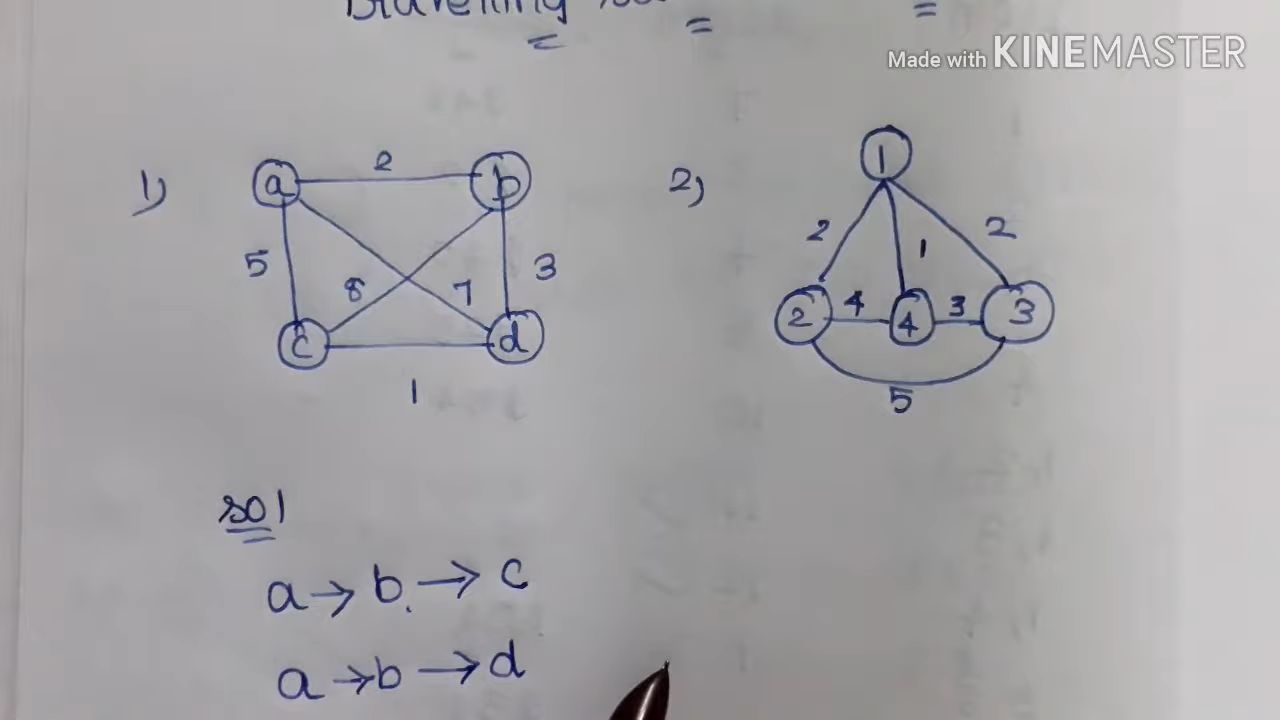 Travelling
Made with KINEMASTER
1)
a
2
b
5
8
7
3
c
d
1
2)
1
2
1
2
2
4
4
3
3
5
sol
a → b. → c
a → b → d